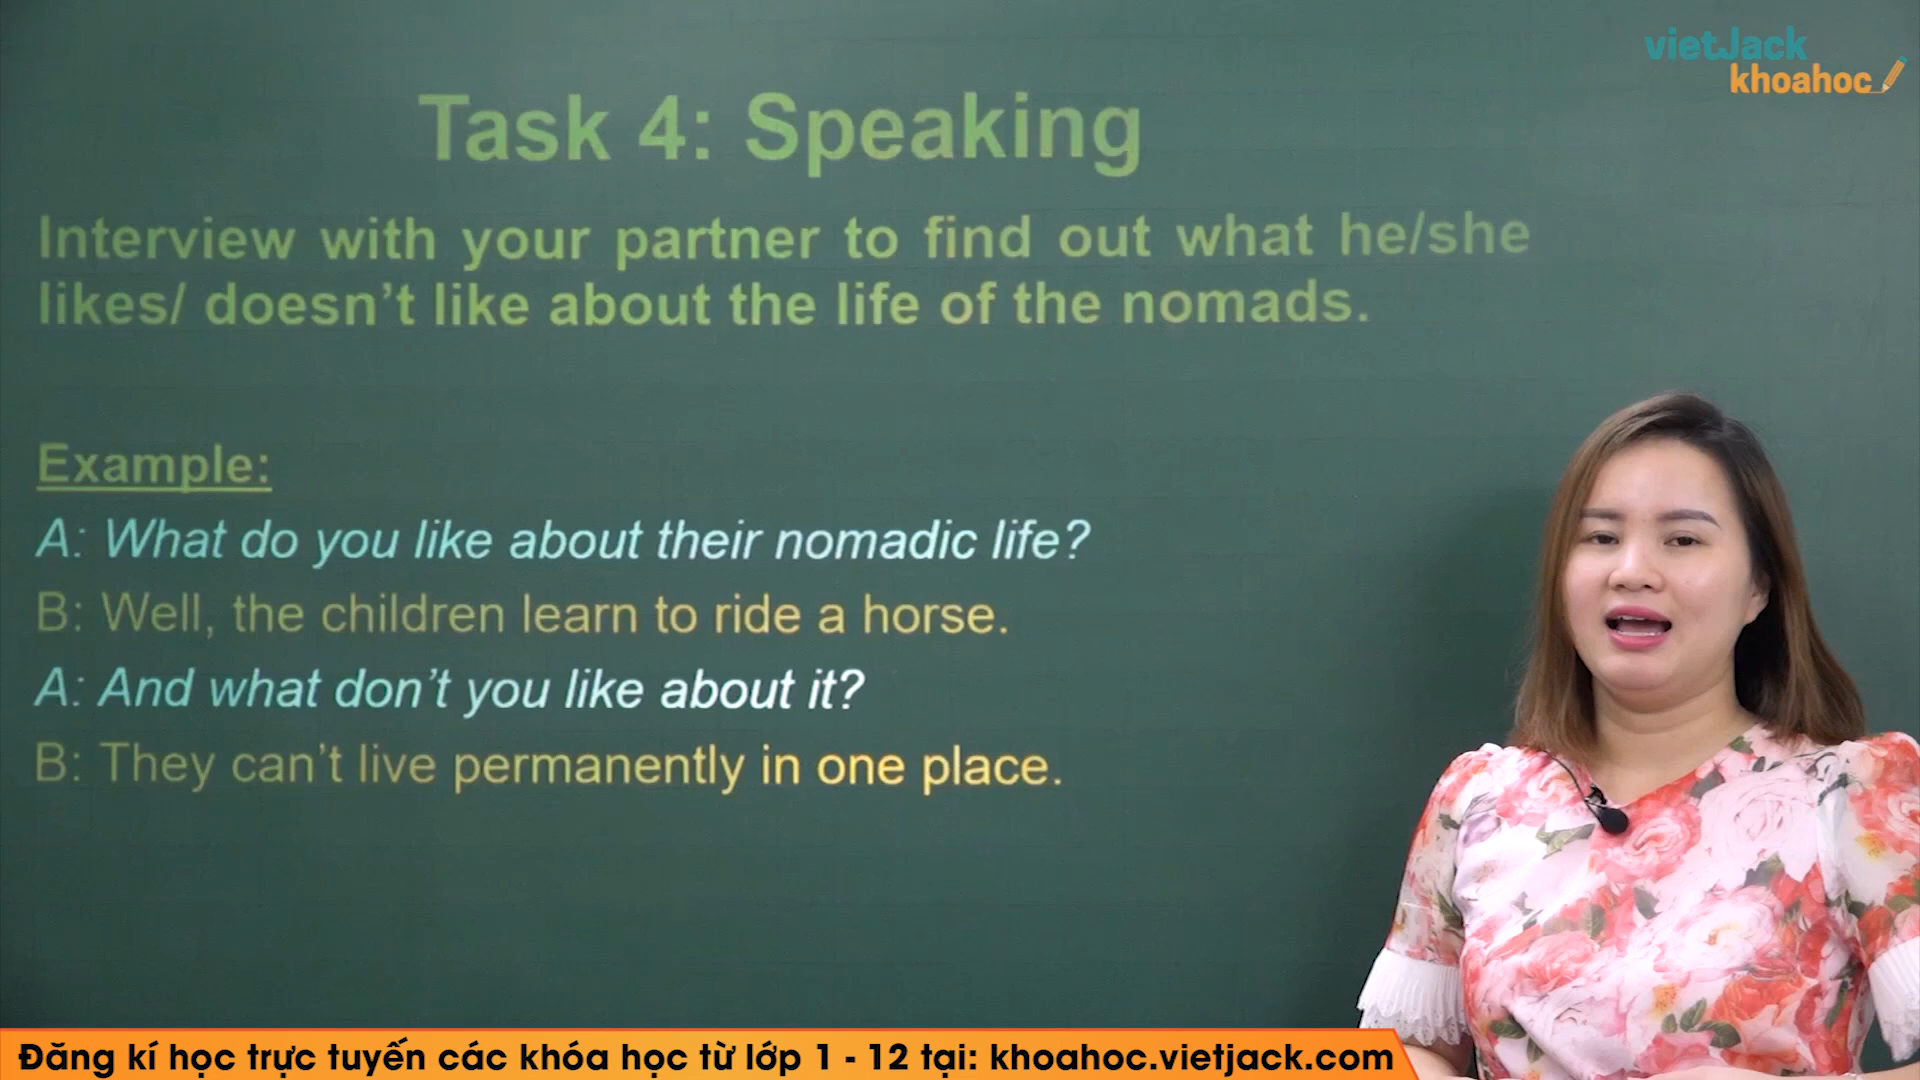 vietJack
khoahoc
Task 4: Speaking
Interview with your partner to find out what he/she
likes/ doesn't like about the life of the nomads.
Example:
A: What do you like about their nomadic life?
B: Well, the children learn to ride a horse.
A: And what don't you like about it?
B: They can't live permanently in one place.
Đăng kí học trực tuyến các khóa học từ lớp 1 - 12 tại: khoahoc.vietjack.com